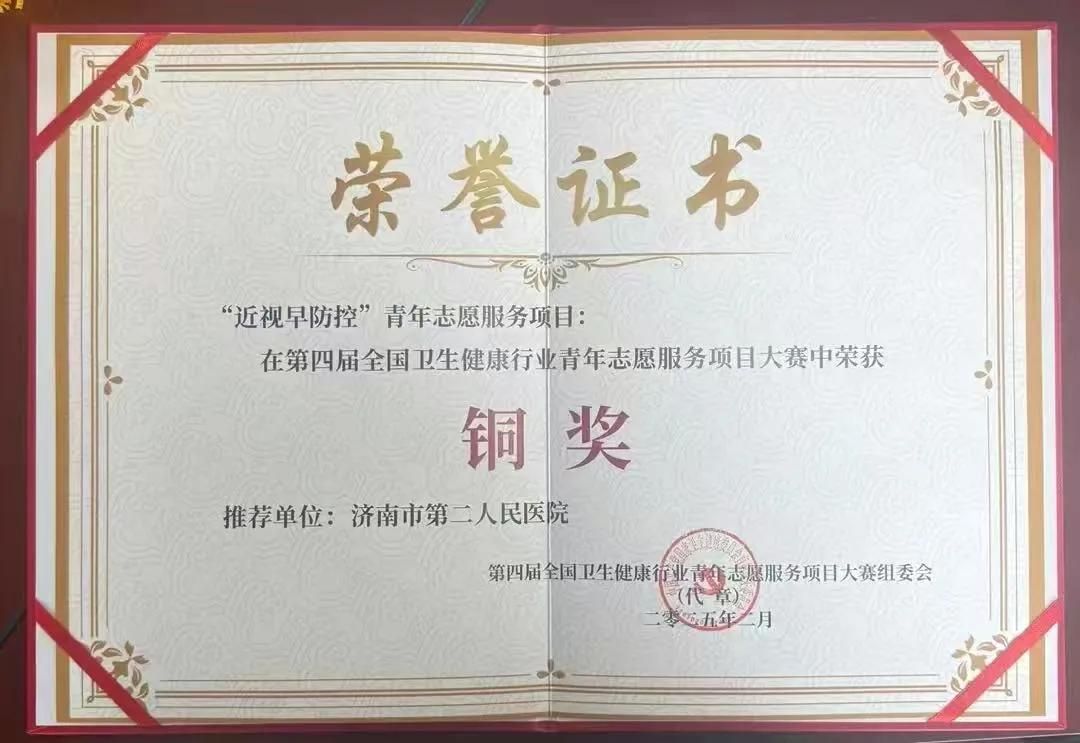 荣誉证书
“近视早防控”青年志愿服务项目：
在第四届全国卫生健康行业青年志愿服务项目大赛中荣获
铜奖
推荐单位：济南市第二人民医院
第四届全国卫生健康行业青年志愿服务项目大赛组委会
（代 章）
二零二五年二月